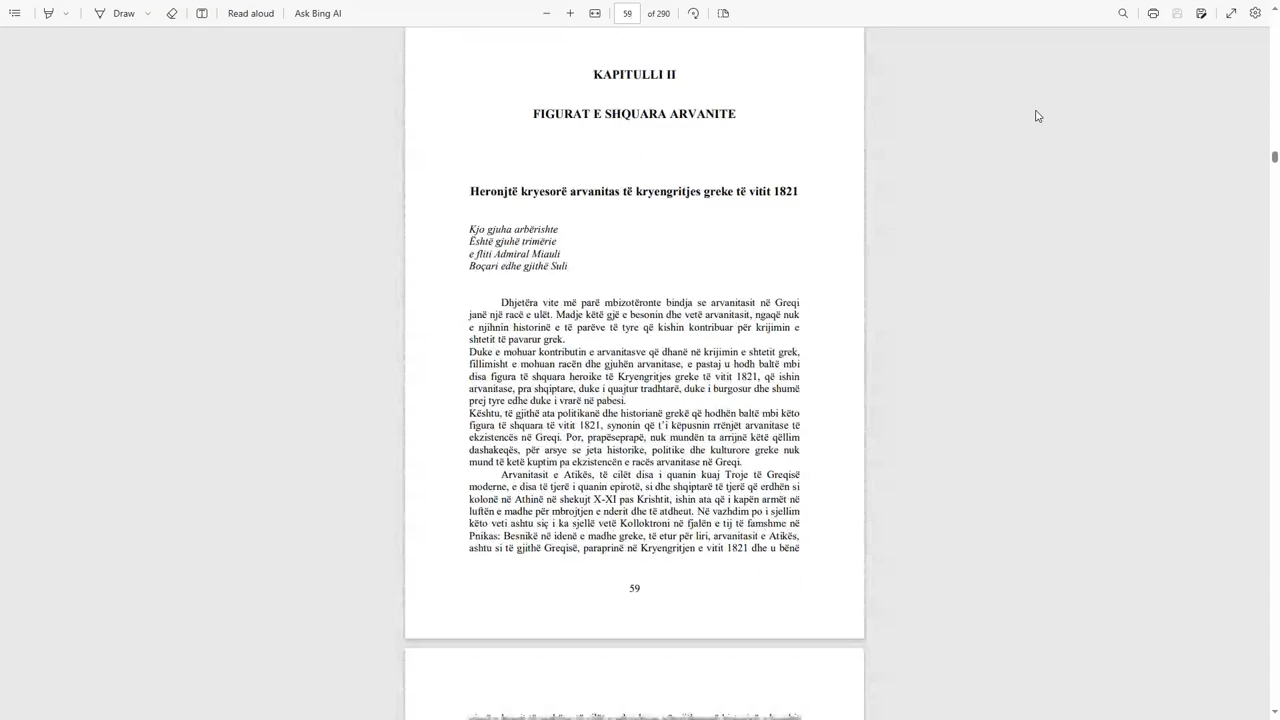 Draw
Read aloud
Ask Bing AI
59
of 290
KAPITULLI II
FIGURAT E SHQUARA ARVANITE
Heronjtë kryesorë arvanitas të kryengritjes greke të vitit 1821
Kjo gjuha arbërishte
Është gjuhë trimërie
e fliti Admiral Miauli
Boçari edhe gjithë Suli
Dhjetëra vite më parë mbizotëronte bindja se arvanitasit në Greqi
janë një racë e ulët. Madje këtë gjë e besonin dhe vetë arvanitasit, ngaqë nuk
e njihnin historinë e të parëve të tyre që kishin kontribuar për krijimin e
shtetit të pavarur grek.
Duke e mohuar kontributin e arvanitasve që dhanë në krijimin e shtetit grek,
fillimisht e mohuan racën dhe gjuhën arvanitase, e pastaj u hodh baltë mbi
disa figura të shquara heroike të Kryengritjes greke të vitit 1821, që ishin
arvanitase, pra shqiptare, duke i quajtur tradhtarë, duke i burgosur dhe shumë
prej tyre edhe duke i vrarë në pabesi.
Kështu, të gjithë ata politikanë dhe historianë grekë që hodhën baltë mbi këto
figura të shquara të vitit 1821, synonin që t'i këpusnin rrënjët arvanitase të
ekzistencës në Greqi. Por, prapëseprapë, nuk mundën ta arrijnë këtë qëllim
dashakeqës, për arsye se jeta historike, politike dhe kulturore greke nuk
mund të ketë kuptim pa ekzistencën e racës arvanitase në Greqi.
Arvanitasit e Atikës, të cilët disa i quanin kuaj Troje të Greqisë
moderne, e disa të tjerë i quanin epirotë, si dhe shqiptarë të tjerë që erdhën si
kolonë në Athinë në shekujt X-XI pas Krishtit, ishin ata që i kapën armët në
luftën e madhe për mbrojtjen e nderit dhe të atdheut. Në vazhdim po i sjellim
këto veti ashtu siç i ka sjellë vetë Kolloktroni në fjalën e tij të famshme në
Pnikas: Besnikë në idenë e madhe greke, të etur për liri, arvanitasit e Atikës,
ashtu si të gjithë Greqisë, paraprinë në Kryengritjen e vitit 1821 dhe u bënë
59